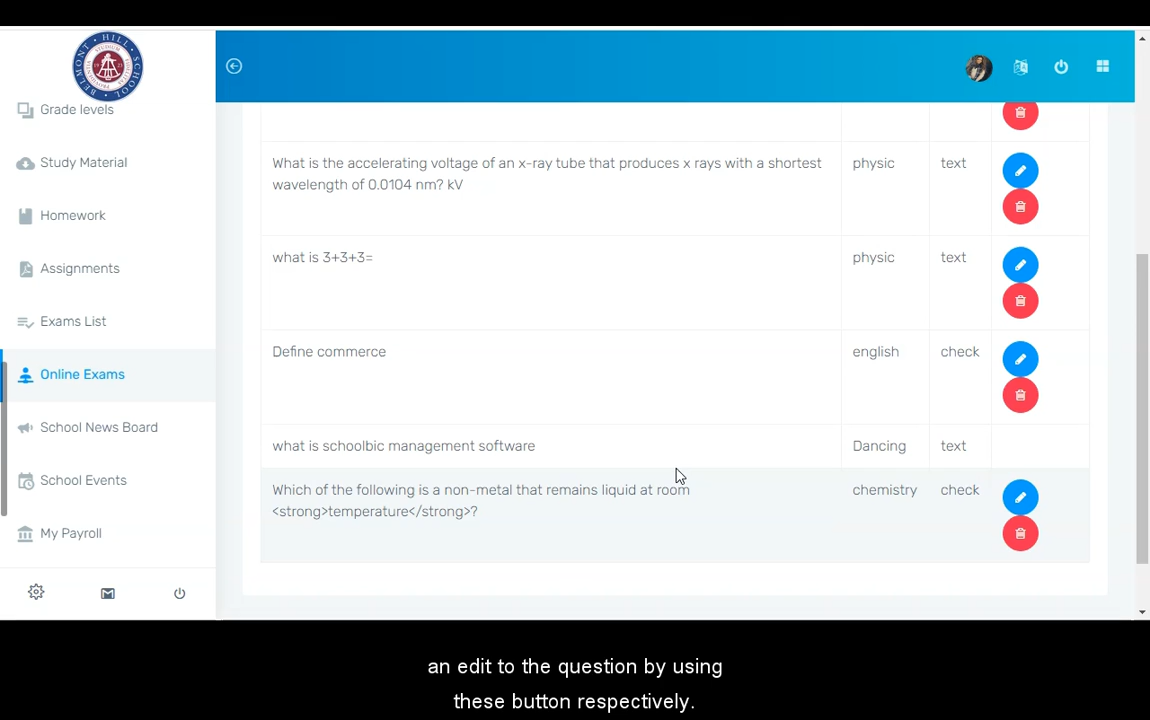 BELMONT HILL SCHOOL
Grade levels
Study Material
Homework
Assignments
Exams List
Online Exams
School News Board
School Events
My Payroll
What is the accelerating voltage of an x-ray tube that produces x rays with a shortest
wavelength of 0.0104 nm? kV
physic
text
what is 3+3+3=
physic
text
Define commerce
english
check
what is schoolbic management software
Dancing
text
Which of the following is a non-metal that remains liquid at room
<strong>temperature</strong>?
chemistry
check
an edit to the question by using
these button respectively.